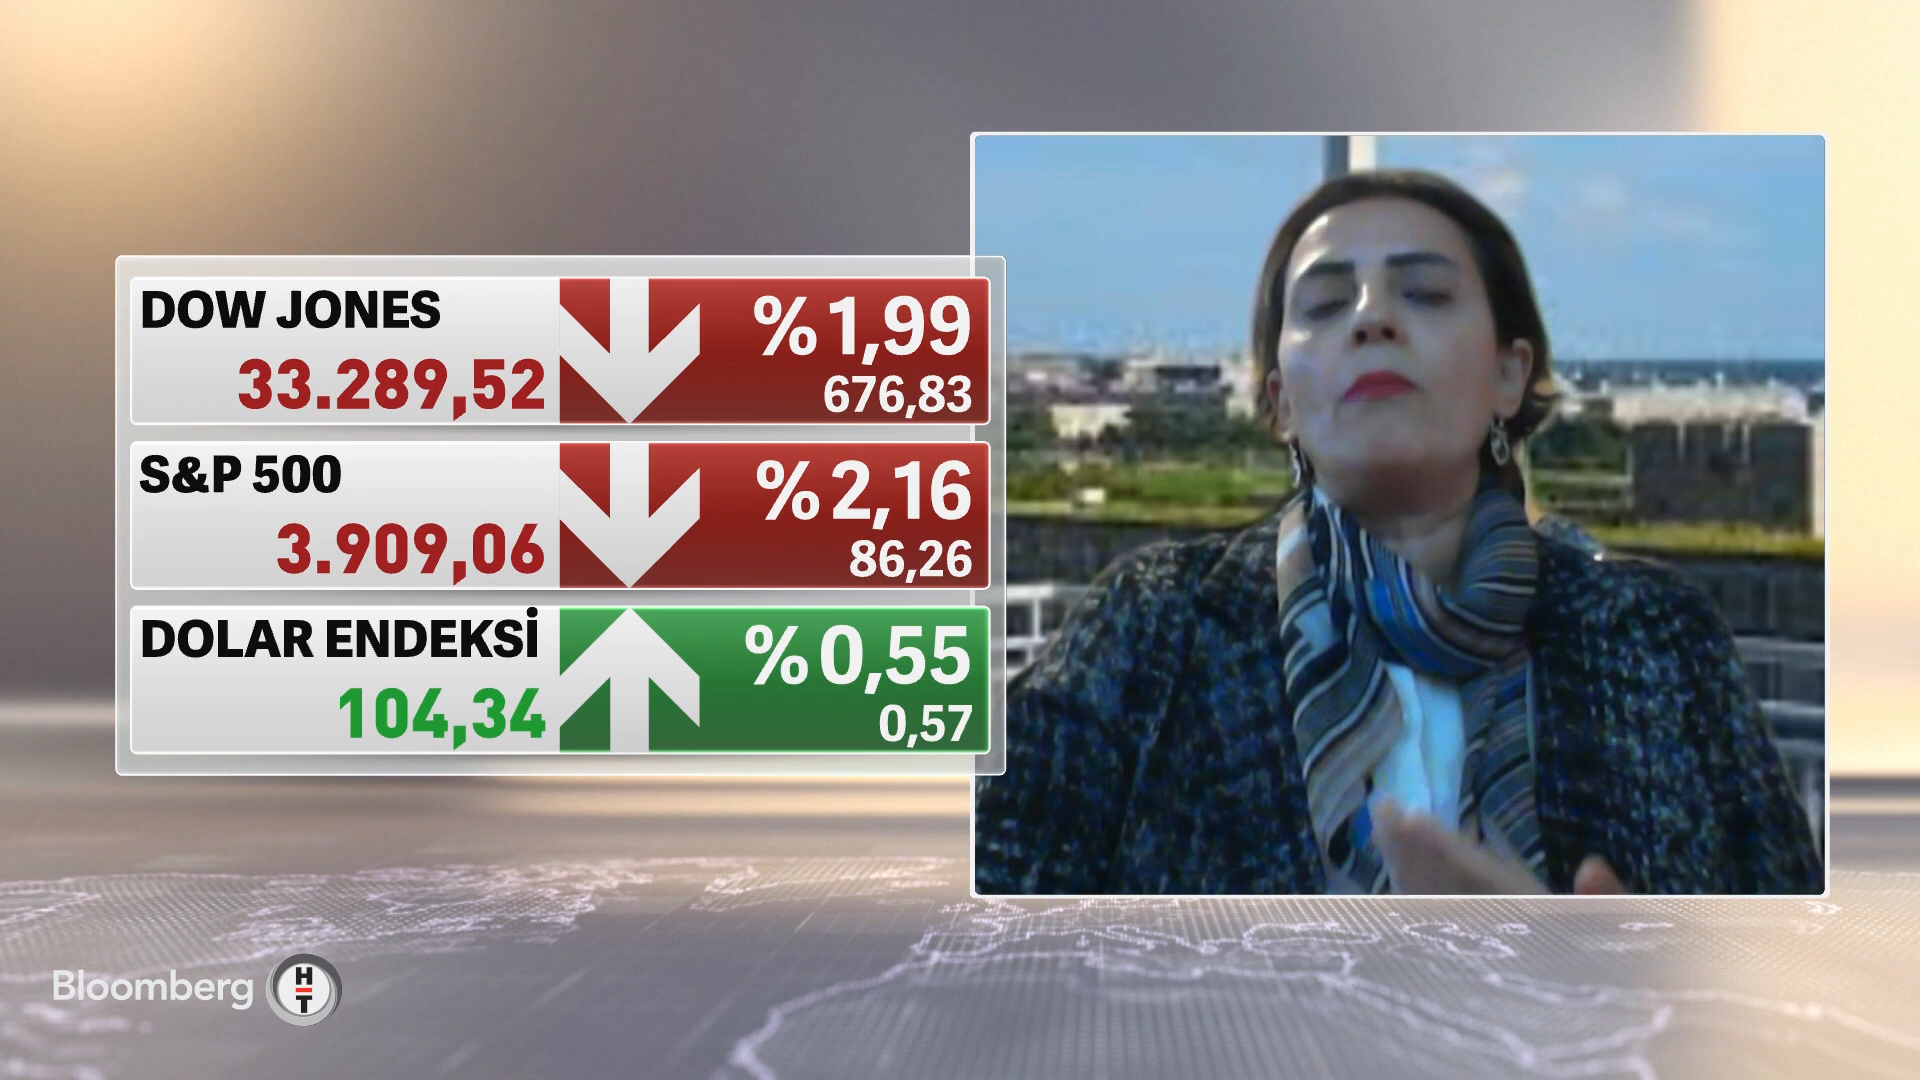 DOW JONES
33.289,52
%1,99
676,83
S&P 500
3.909,06
%2,16
86,26
DOLAR ENDEKSİ
104,34
%0,55
0,57
Bloomberg HT